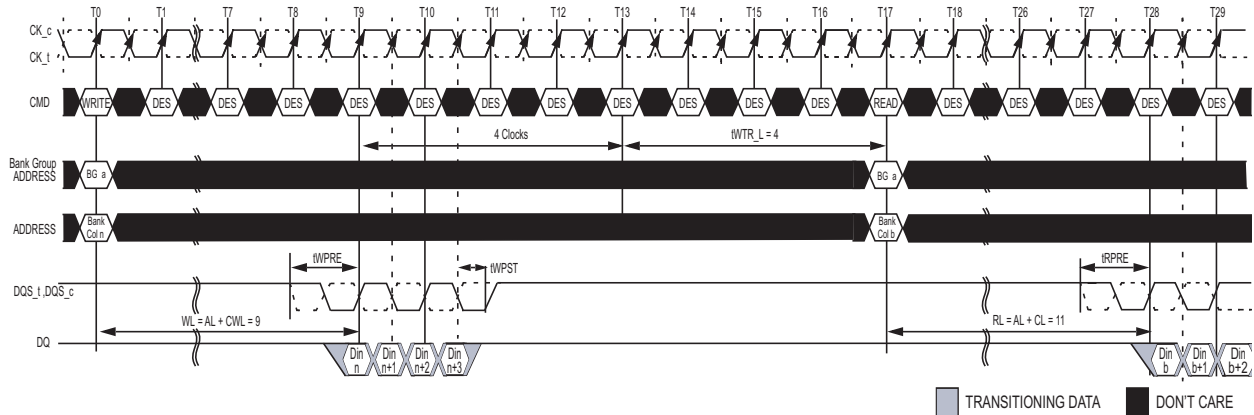 T0 T1 DES T7 T8 T9 T10 T11 T12 T13 T14 T15 T16 T17 T18 T26 T27 T28 T29
CK_c
CK_t
CMD WRITE DES DES DES DES DES DES DES DES DES DES DES READ DES DES DES DES DES
4 Clocks tWTR_L = 4
Bank Group
ADDRESS BG a BG a
ADDRESS Bank
Col n Bank
Col b
tWPRE tWPST tRPRE
DQS_t ,DQS_c
WL = AL + CWL = 9 RL = AL + CL = 11
DQ Din
n Din
n+1 Din
n+2 Din
n+3 Din
b Din
b+1 Din
b+2
TRANSITIONING DATA DON'T CARE